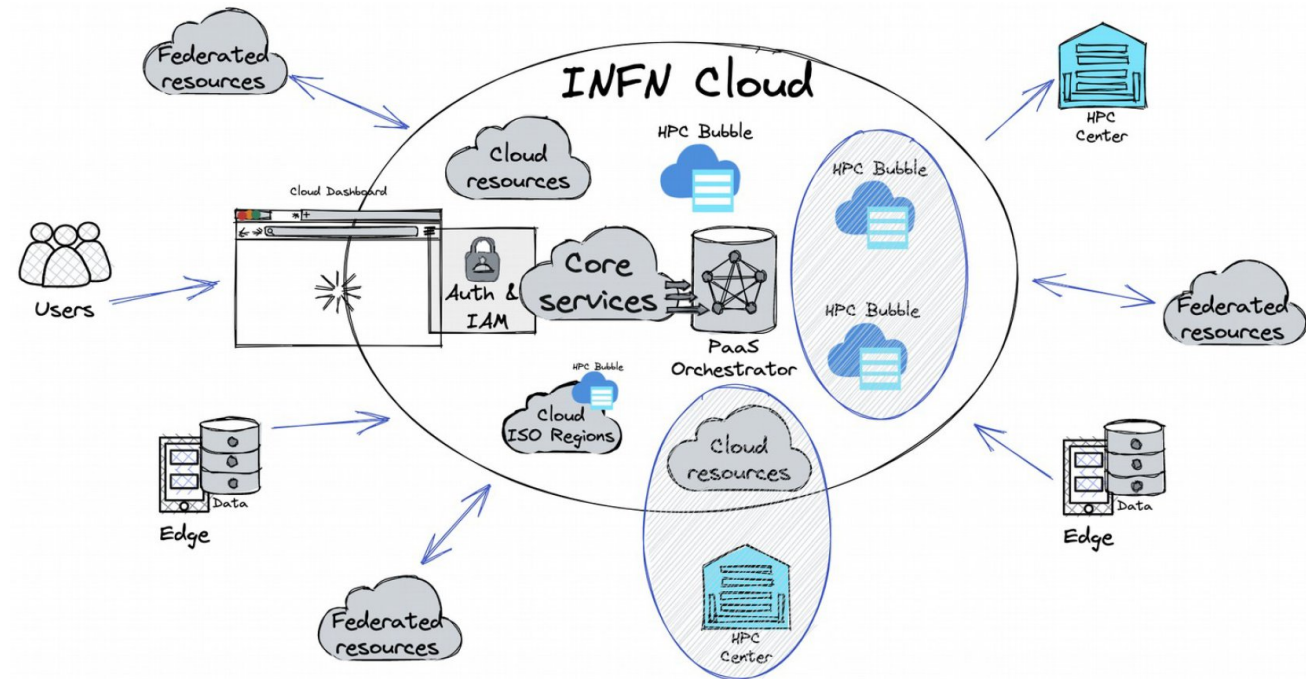 Federated
resources
INFN Cloud
HPC
Center
HPC Bubble
Cloud
resources
HPC Bubble
Cloud Dashboard
Users
Auth &
IAM
Core
services
PaaS
Orchestrator
HPC Bubble
Federated
resources
HPC Bubble
Cloud
ISO Regions
Cloud
resources
Data
Edge
Data
Edge
Federated
resources
HPC
Center